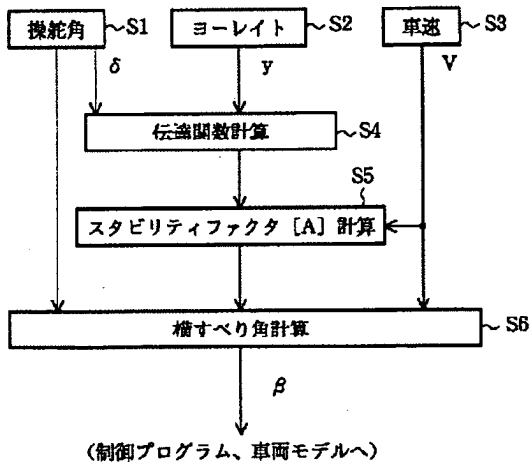 操舵角 S1
ヨーレイト S2
車速 S3
δ
y
V
伝達関数計算 S4
S5
スタビリティファクタ [A] 計算
横すべり角計算 S6
β
(制御プログラム、車両モデルへ)